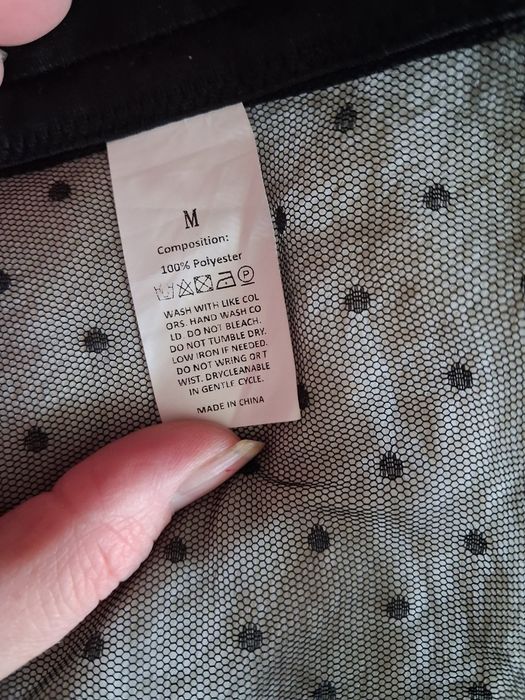 M
Composition:
100% Polyester
P
WASH WITH LIKE COL
ORS. HAND WASH CO
LD DO NOT BLEACH.
DO NOT TUMBLE DRY.
LOW IRON IF NEEDED.
DO NOT WRING OR T
WIST. DRYCLEANABLE
IN GENTLE CYCLE.
MADE IN CHINA